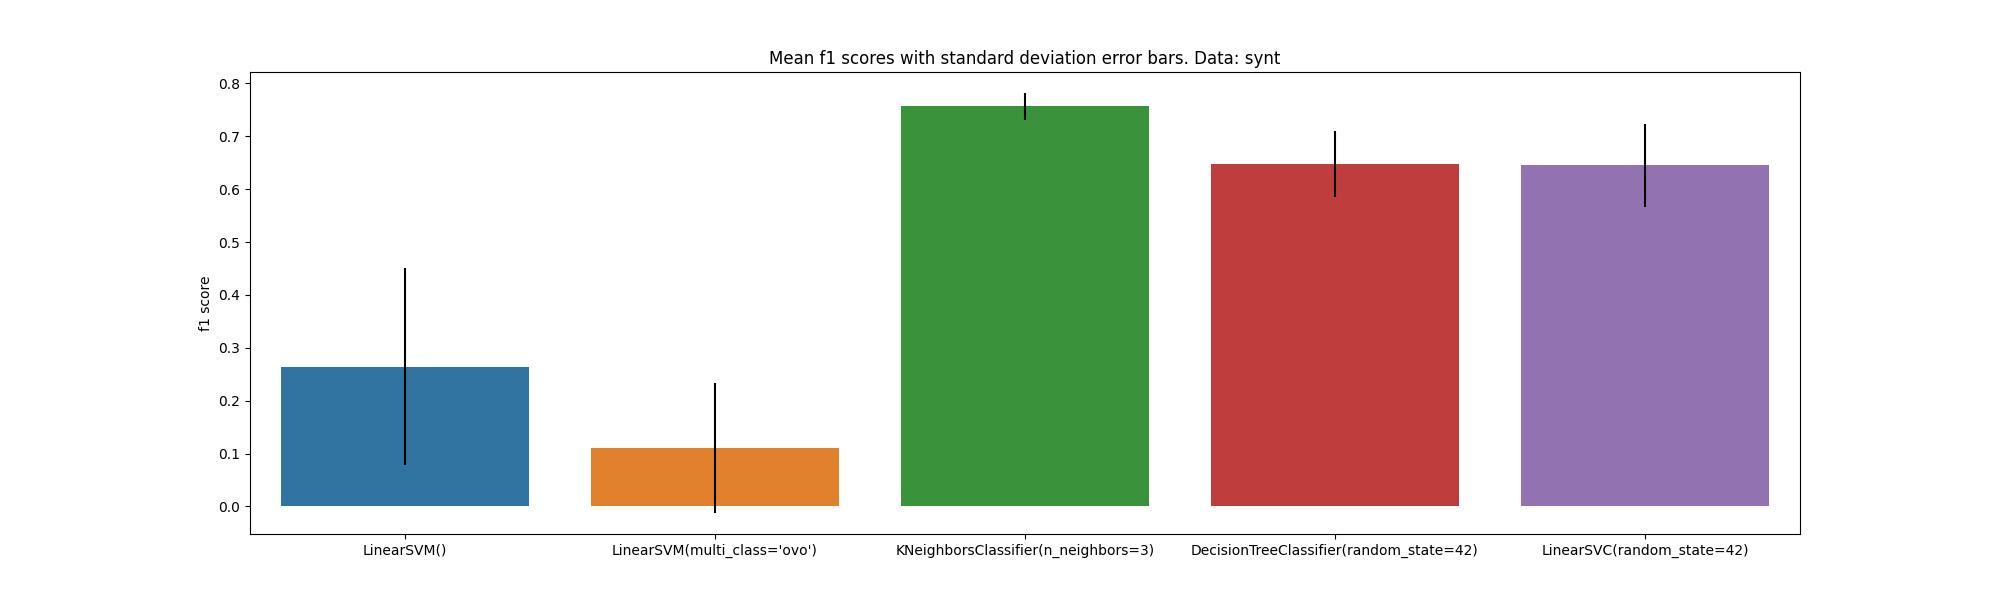 Mean f1 scores with standard deviation error bars. Data: synt
f1 score
0.8
0.7
0.6
0.5
0.4
0.3
0.2
0.1
0.0
LinearSVM()
LinearSVM(multi_class='ovo')
KNeighborsClassifier(n_neighbors=3)
DecisionTreeClassifier(random_state=42)
LinearSVC(random_state=42)